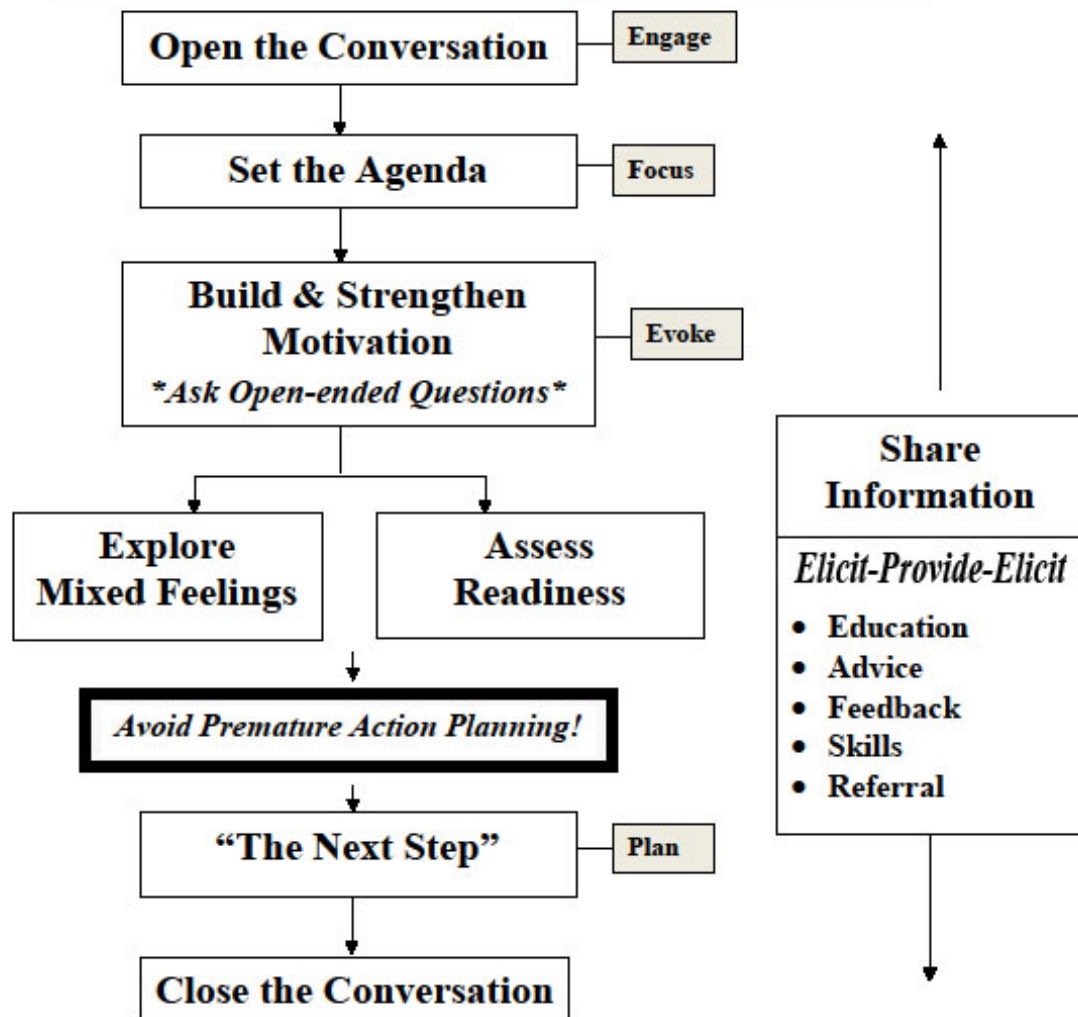 Open the Conversation
Engage
Set the Agenda
Focus
Build & Strengthen
Motivation
*Ask Open-ended Questions*
Evoke
Explore
Mixed Feelings
Assess
Readiness
Avoid Premature Action Planning!
“The Next Step”
Plan
Close the Conversation
Share
Information
Elicit-Provide-Elicit
• Education
• Advice
• Feedback
• Skills
• Referral